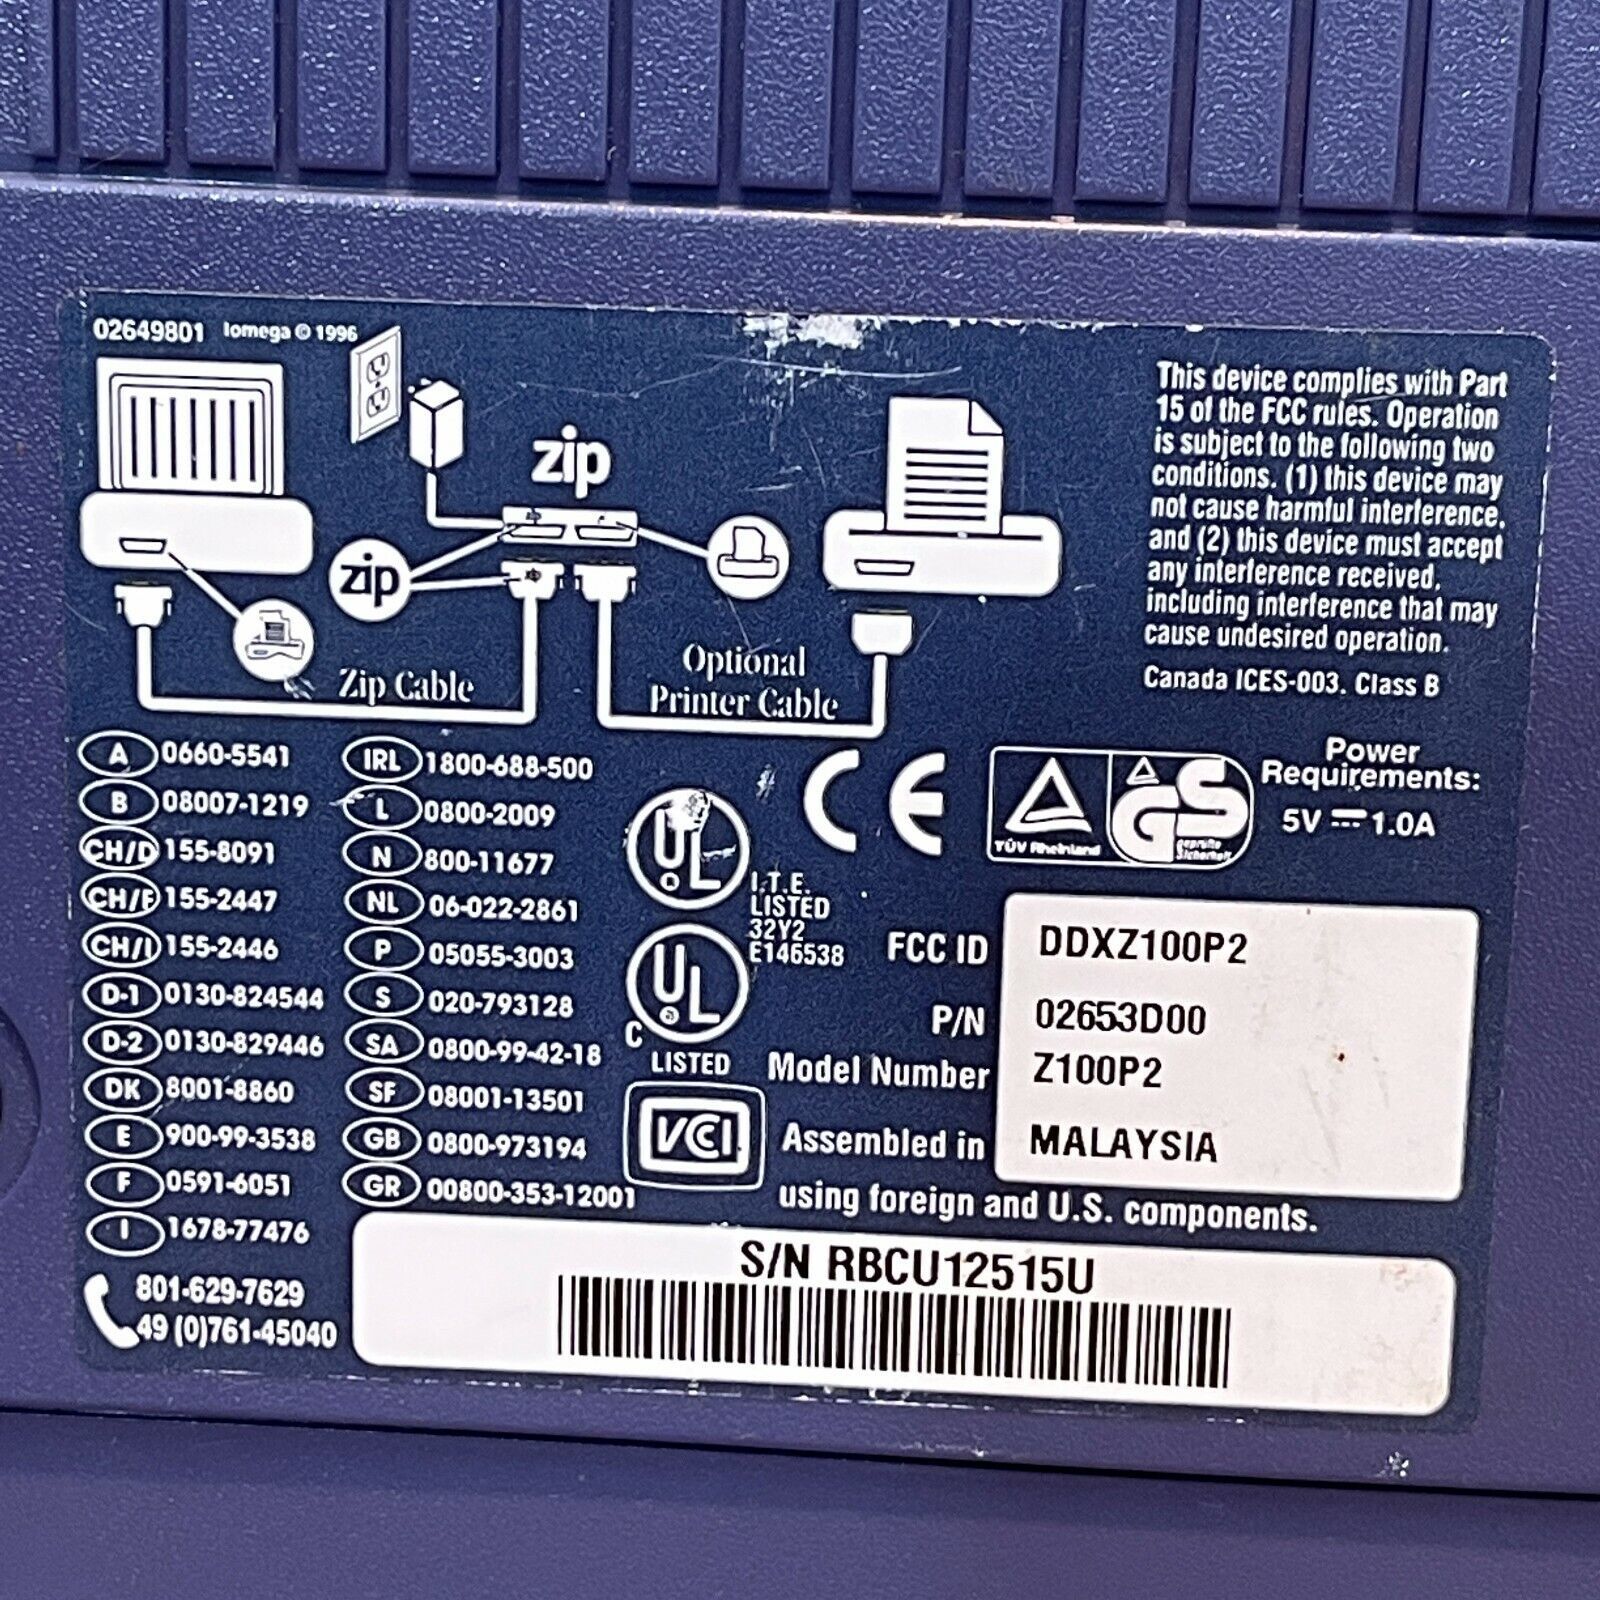 02649801 Iomega © 1996
zip
zip
Zip Cable
Optional
Printer Cable
This device complies with Part
15 of the FCC rules. Operation
is subject to the following two
conditions. (1) this device may
not cause harmful interference.
and (2) this device must accept
any interference received.
including interference that may
cause undesired operation.
Canada ICES-003. Class B
A 0660-5541
B 08007-1219
CH/D 155-8091
CH/F 155-2447
CH/I 155-2446
D-1 0130-824544
D-2 0130-829446
DK 8001-8860
E 900-99-3538
F 0591-6051
I 1678-77476
801-629-7629
49 (0)761-45040
IRL 1800-688-500
L 0800-2009
N 800-11677
NL 06-022-2861
P 05055-3003
S 020-793128
SA 0800-99-42-18
SF 08001-13501
GB 0800-973194
GR 00800-353-12001
UL
I.T.E.
LISTED
32Y2
E146538
C UL
LISTED
VCI
CE
TÜV Rheinland
GS
geprüfte
Sicherheit
Power
Requirements:
5V 1.0A
FCC ID DDXZ100P2
P/N 02653D00
Model Number Z100P2
Assembled in MALAYSIA
using foreign and U.S. components.
S/N RBCU12515U